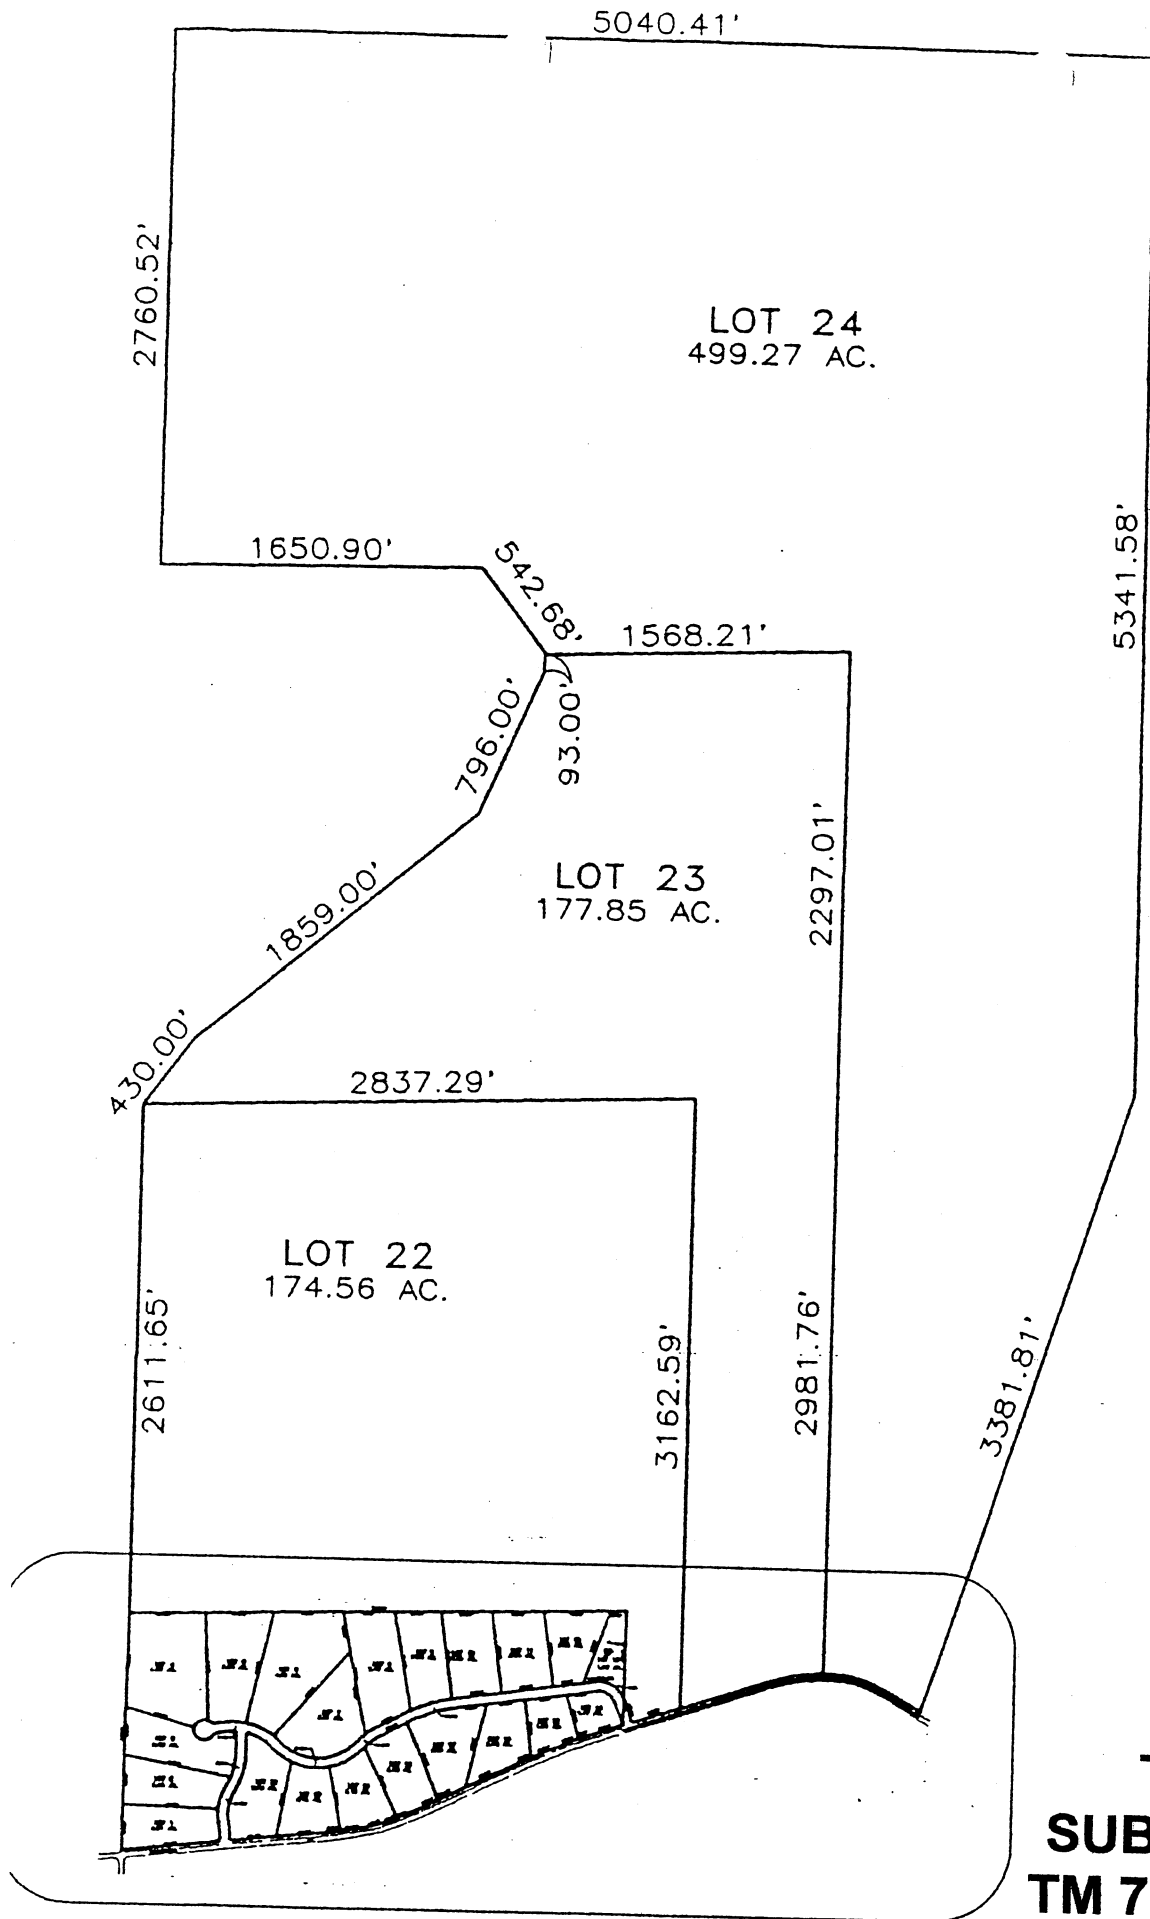 5040.41'
2760.52'
LOT 24
499.27 AC.
1650.90'
542.68'
1568.21'
5341.58'
93.00'
796.00'
LOT 23
177.85 AC.
2297.01'
1859.00'
430.00'
2837.29'
LOT 22
174.56 AC.
2611.65'
3162.59'
2981.76'
3381.81'
SUB
TM 7